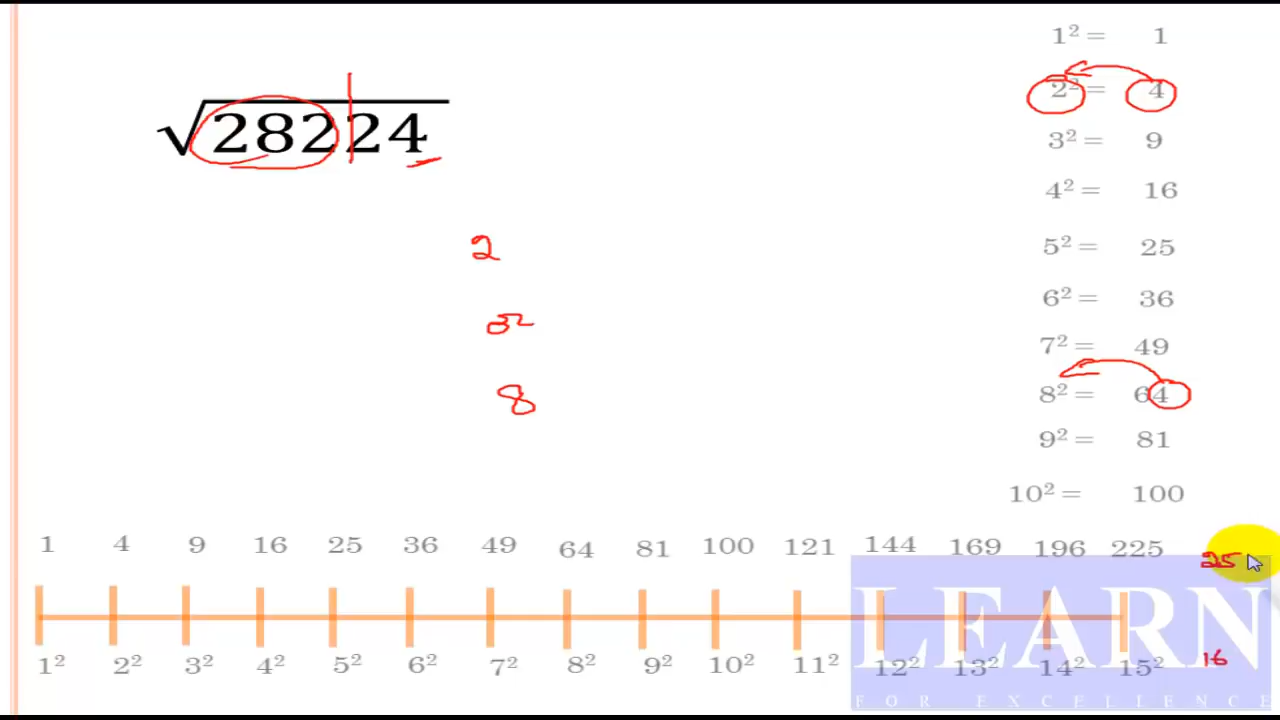 √28224
2
8
1² = 1
2² = 4
3² = 9
4² = 16
5² = 25
6² = 36
7² = 49
8² = 64
9² = 81
10² = 100
1 4 9 16 25 36 49 64 81 100 121 144 169 196 225 25
1² 2² 3² 4² 5² 6² 7² 8² 9² 10² 11² 12² 13² 14² 15² 16
LEARN
FOR EXCELLENCE